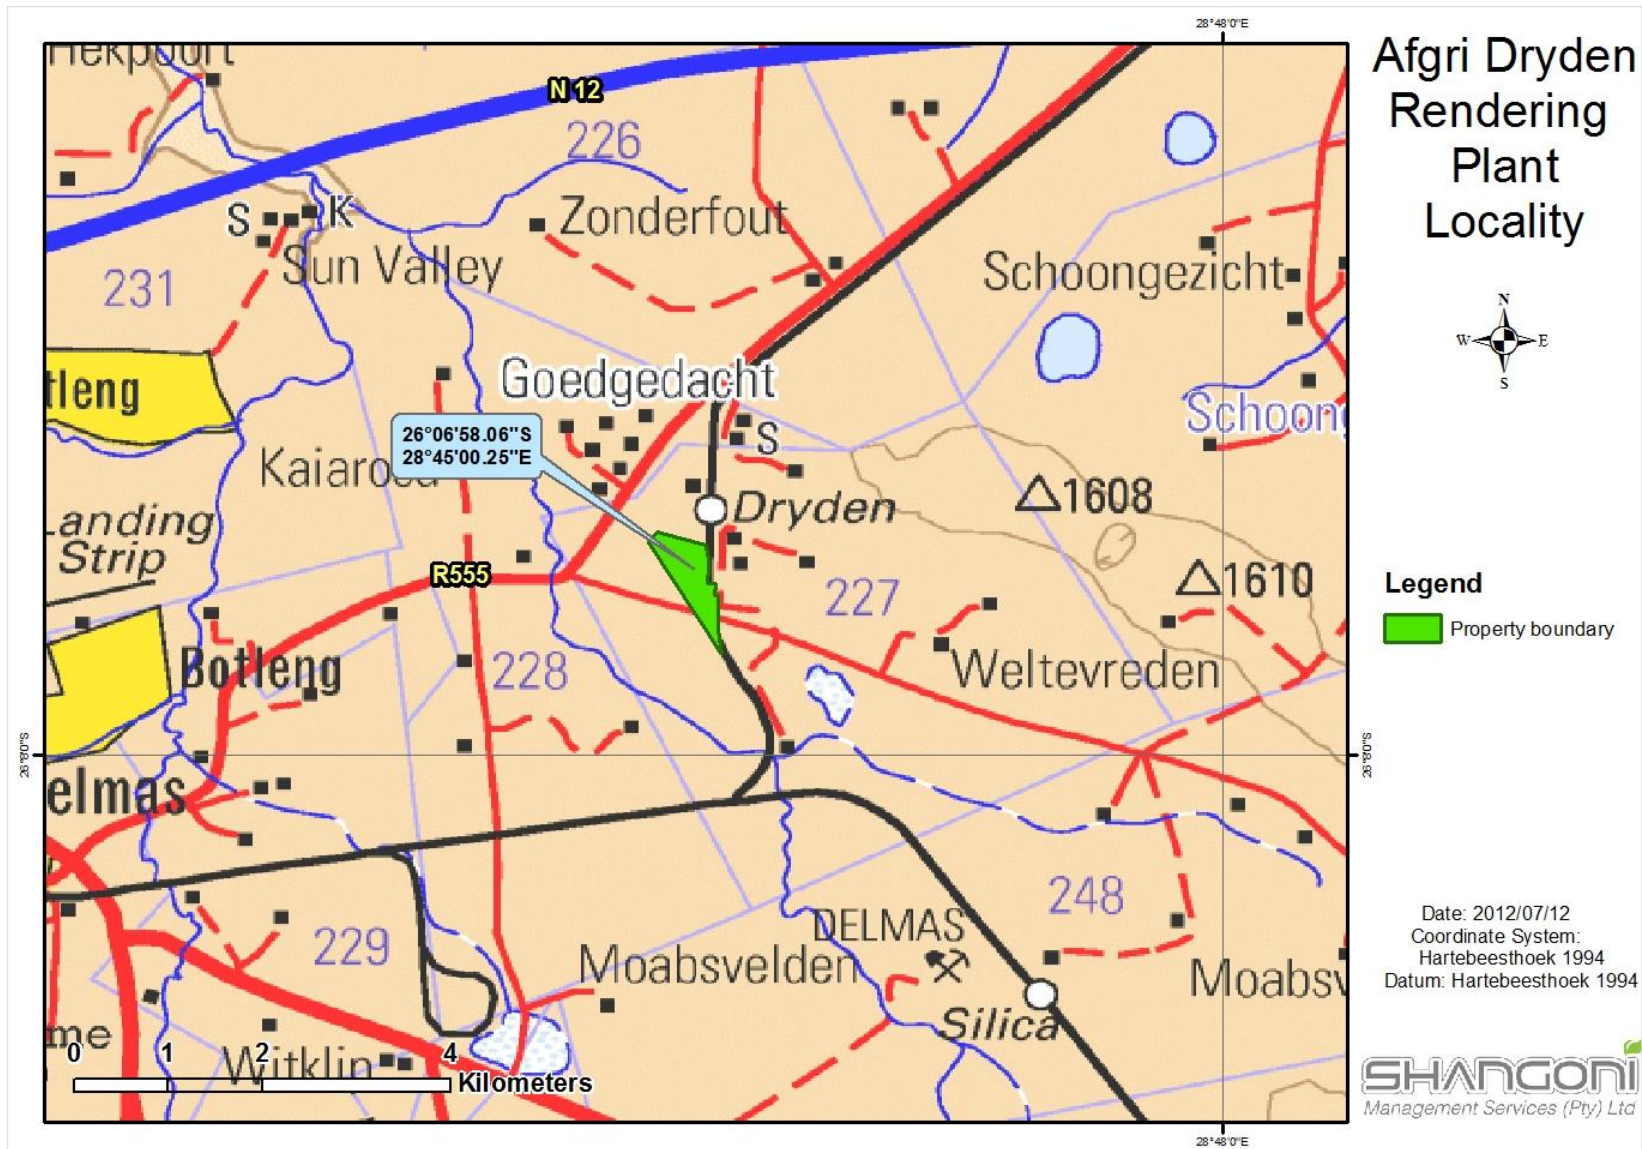 28°48'0"E
Afgri Dryden
Rendering
Plant
Locality
Hekpoort
N 12
226
S
K
Zonderfout
Sun Valley
231
Schoongezicht
N
W
E
S
tleng
Goedgedacht
26°06'58.06"S
28°45'00.25"E
S
Schoong
Kaiaro
Dryden
1608
Landing
Strip
R555
227
1610
Legend
Property boundary
Botleng
228
Weltevreden
26°8'0"S
26°8'0"S
elmas
248
DELMAS
229
Moabsvelden
Moabsv
Silica
me
Witklip
0
1
2
4
Kilometers
Date: 2012/07/12
Coordinate System:
Hartebeesthoek 1994
Datum: Hartebeesthoek 1994
SHANGONI
Management Services (Pty) Ltd
28°48'0"E